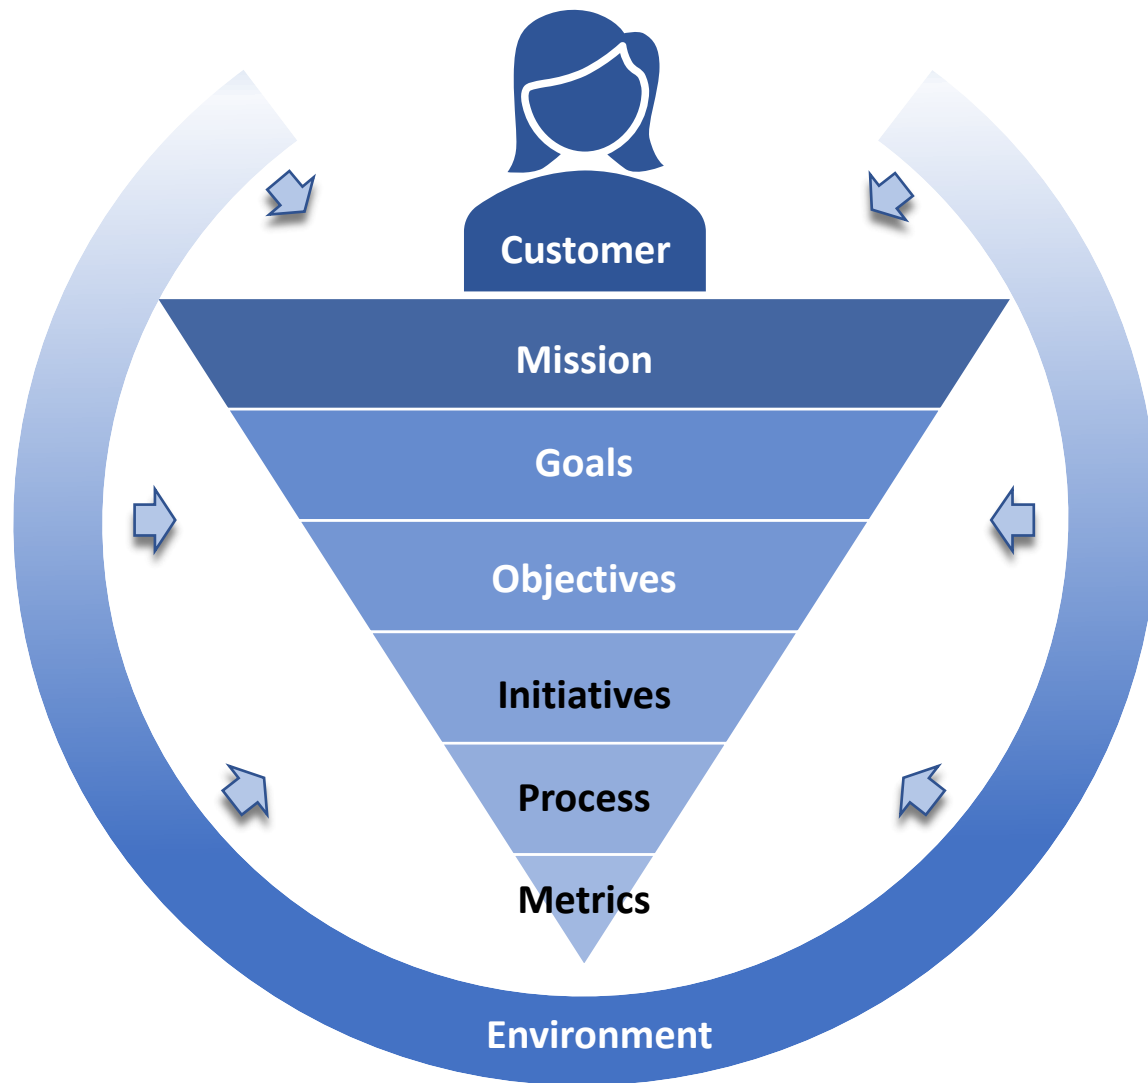 Customer
Mission
Goals
Objectives
Initiatives
Process
Metrics
Environment